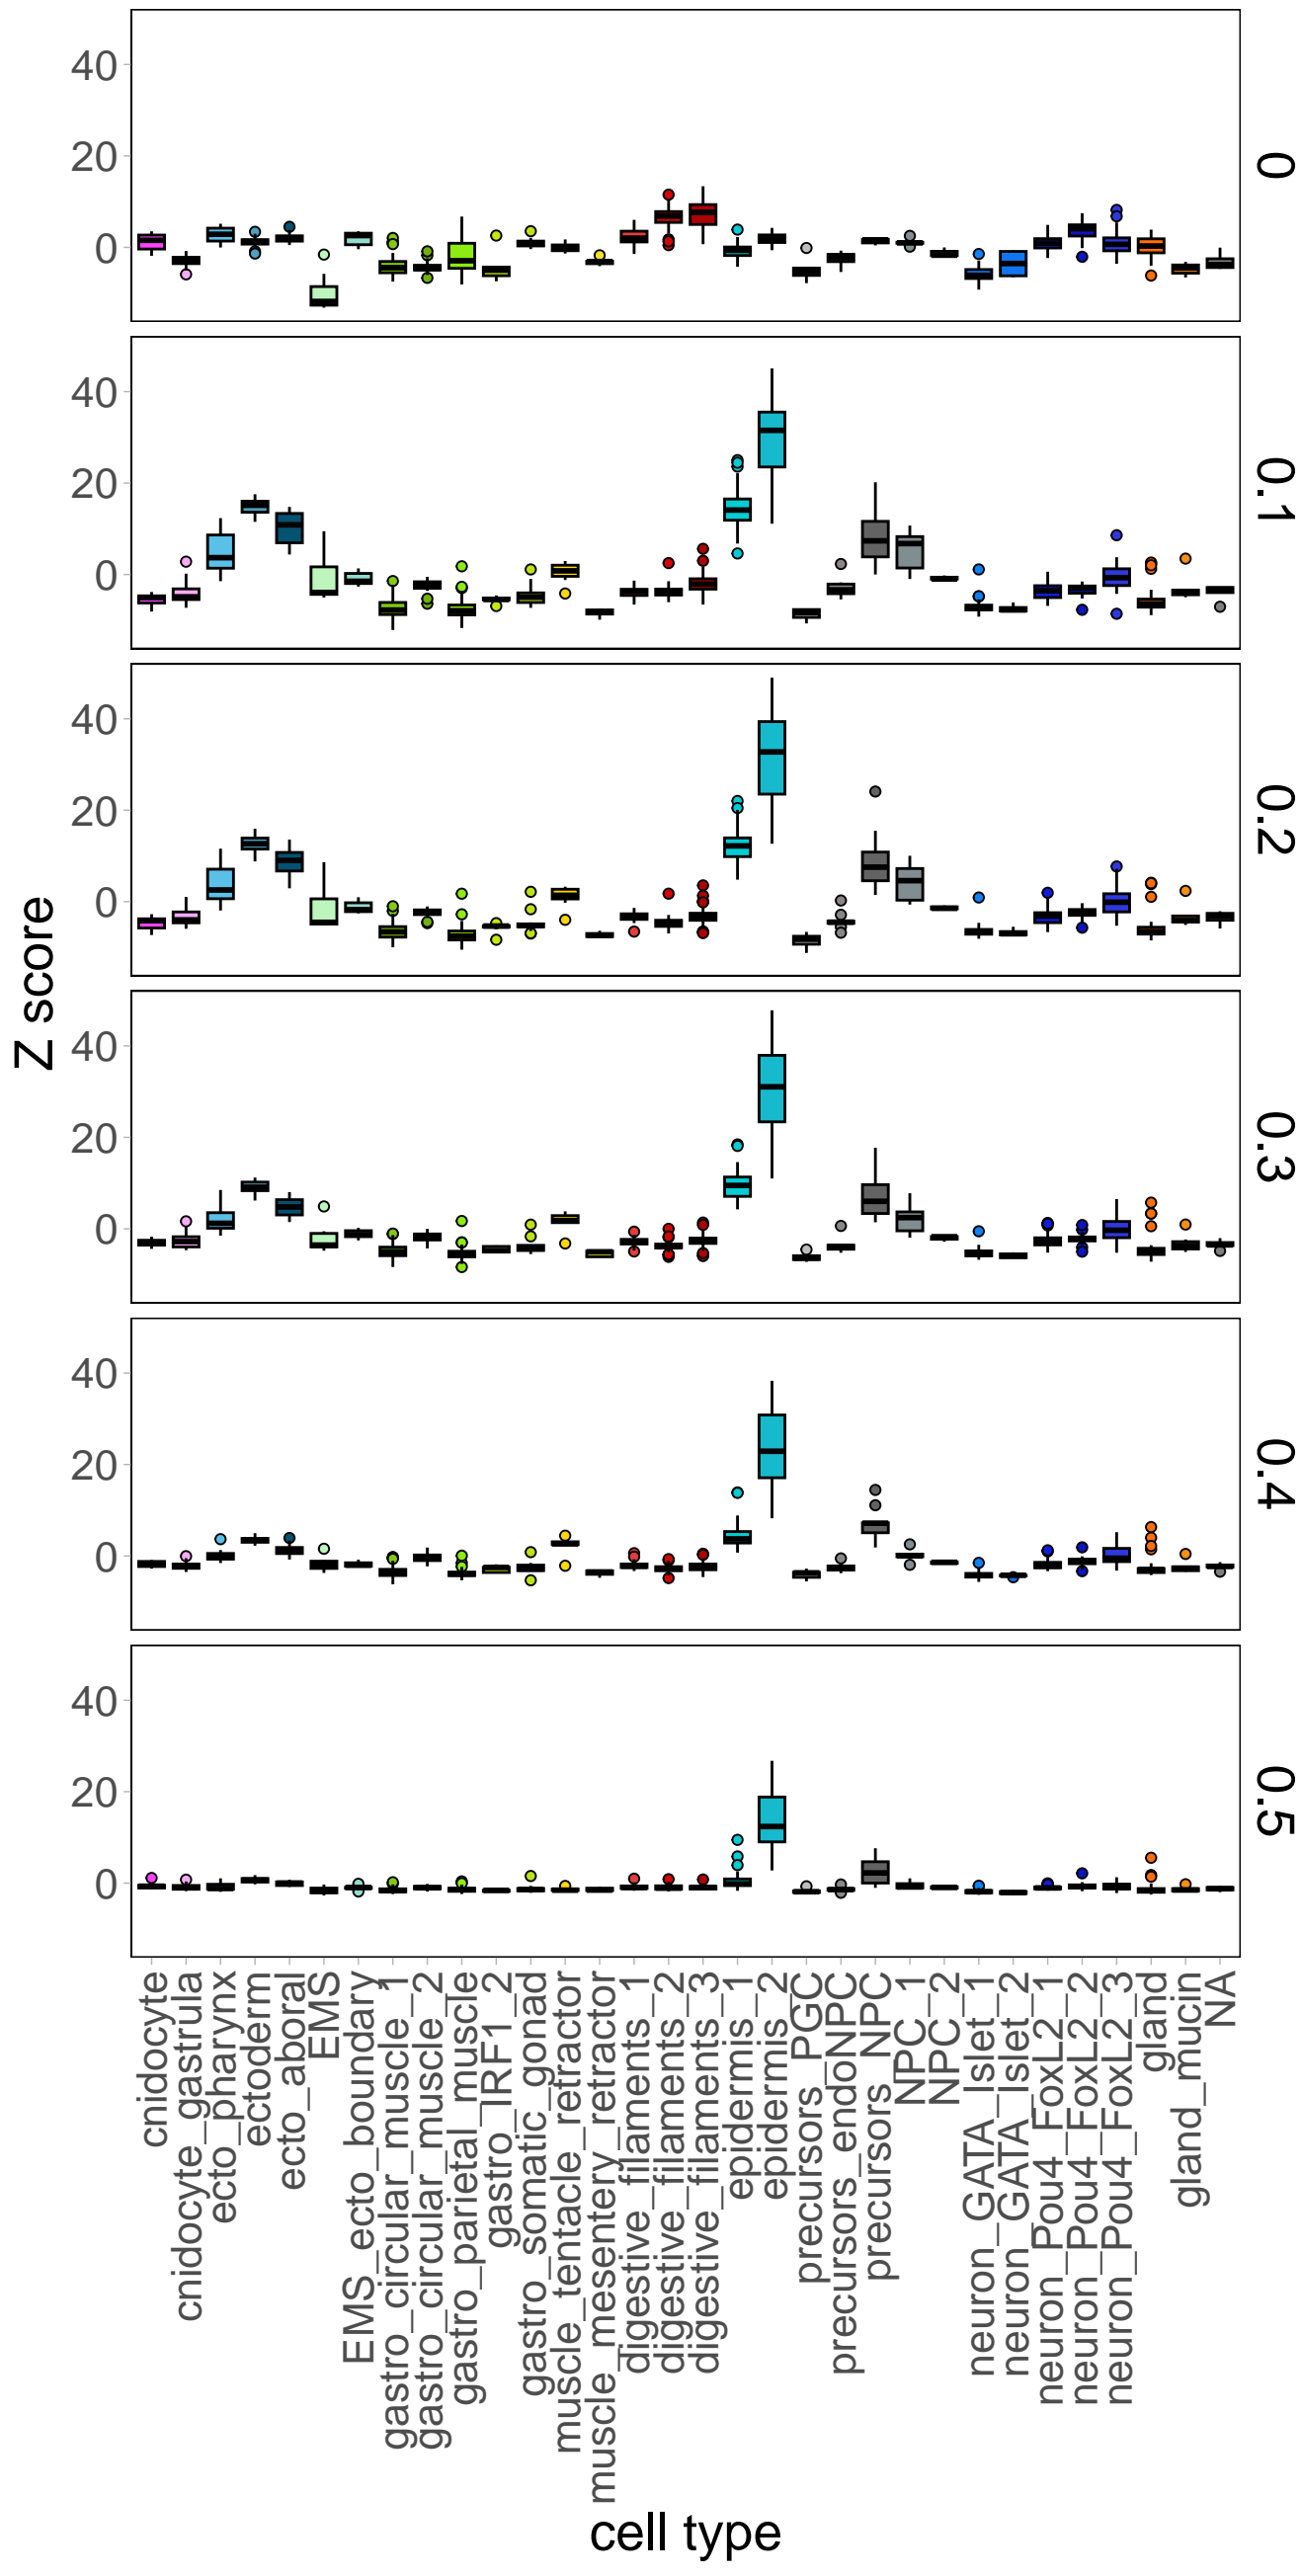 40
20
0
0
40
20
0
0.1
40
20
0
0.2
40
20
0
0.3
40
20
0
0.4
40
20
0
0.5
Z score
cnidocyte
cnidocyte_gastrula
ecto_pharynx
ectoderm
ecto_aboral
EMS
EMS_ecto_boundary
gastro_circular_muscle_1
gastro_circular_muscle_2
gastro_parietal_muscle
gastro_IRF1_2
gastro_somatic_gonad
muscle_tentacle_retractor
muscle_mesentery_retractor
digestive_filaments_1
digestive_filaments_2
digestive_filaments_3
epidermis_1
epidermis_2
precursors_PGC
precursors_endoNPC
precursors_NPC
NPC_1
NPC_2
neuron_GATA_Islet_1
neuron_GATA_Islet_2
neuron_Pou4_FoxL2_1
neuron_Pou4_FoxL2_2
neuron_Pou4_FoxL2_3
gland
gland_mucin
NA
cell type